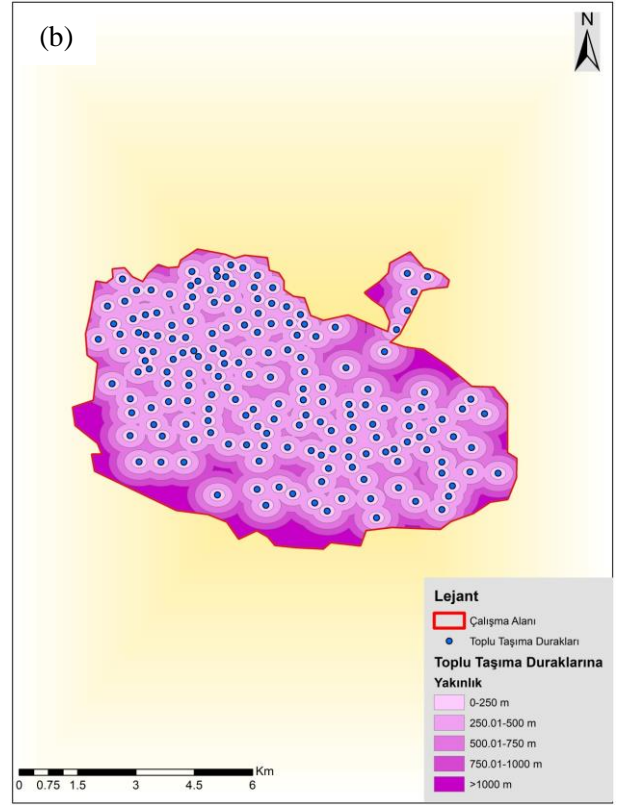 (b)
N
Lejant
Çalışma Alanı
Toplu Taşıma Durakları
Toplu Taşıma Duraklarına
Yakınlık
0-250 m
250.01-500 m
500.01-750 m
750.01-1000 m
>1000 m
Km
0 0.75 1.5 3 4.5 6